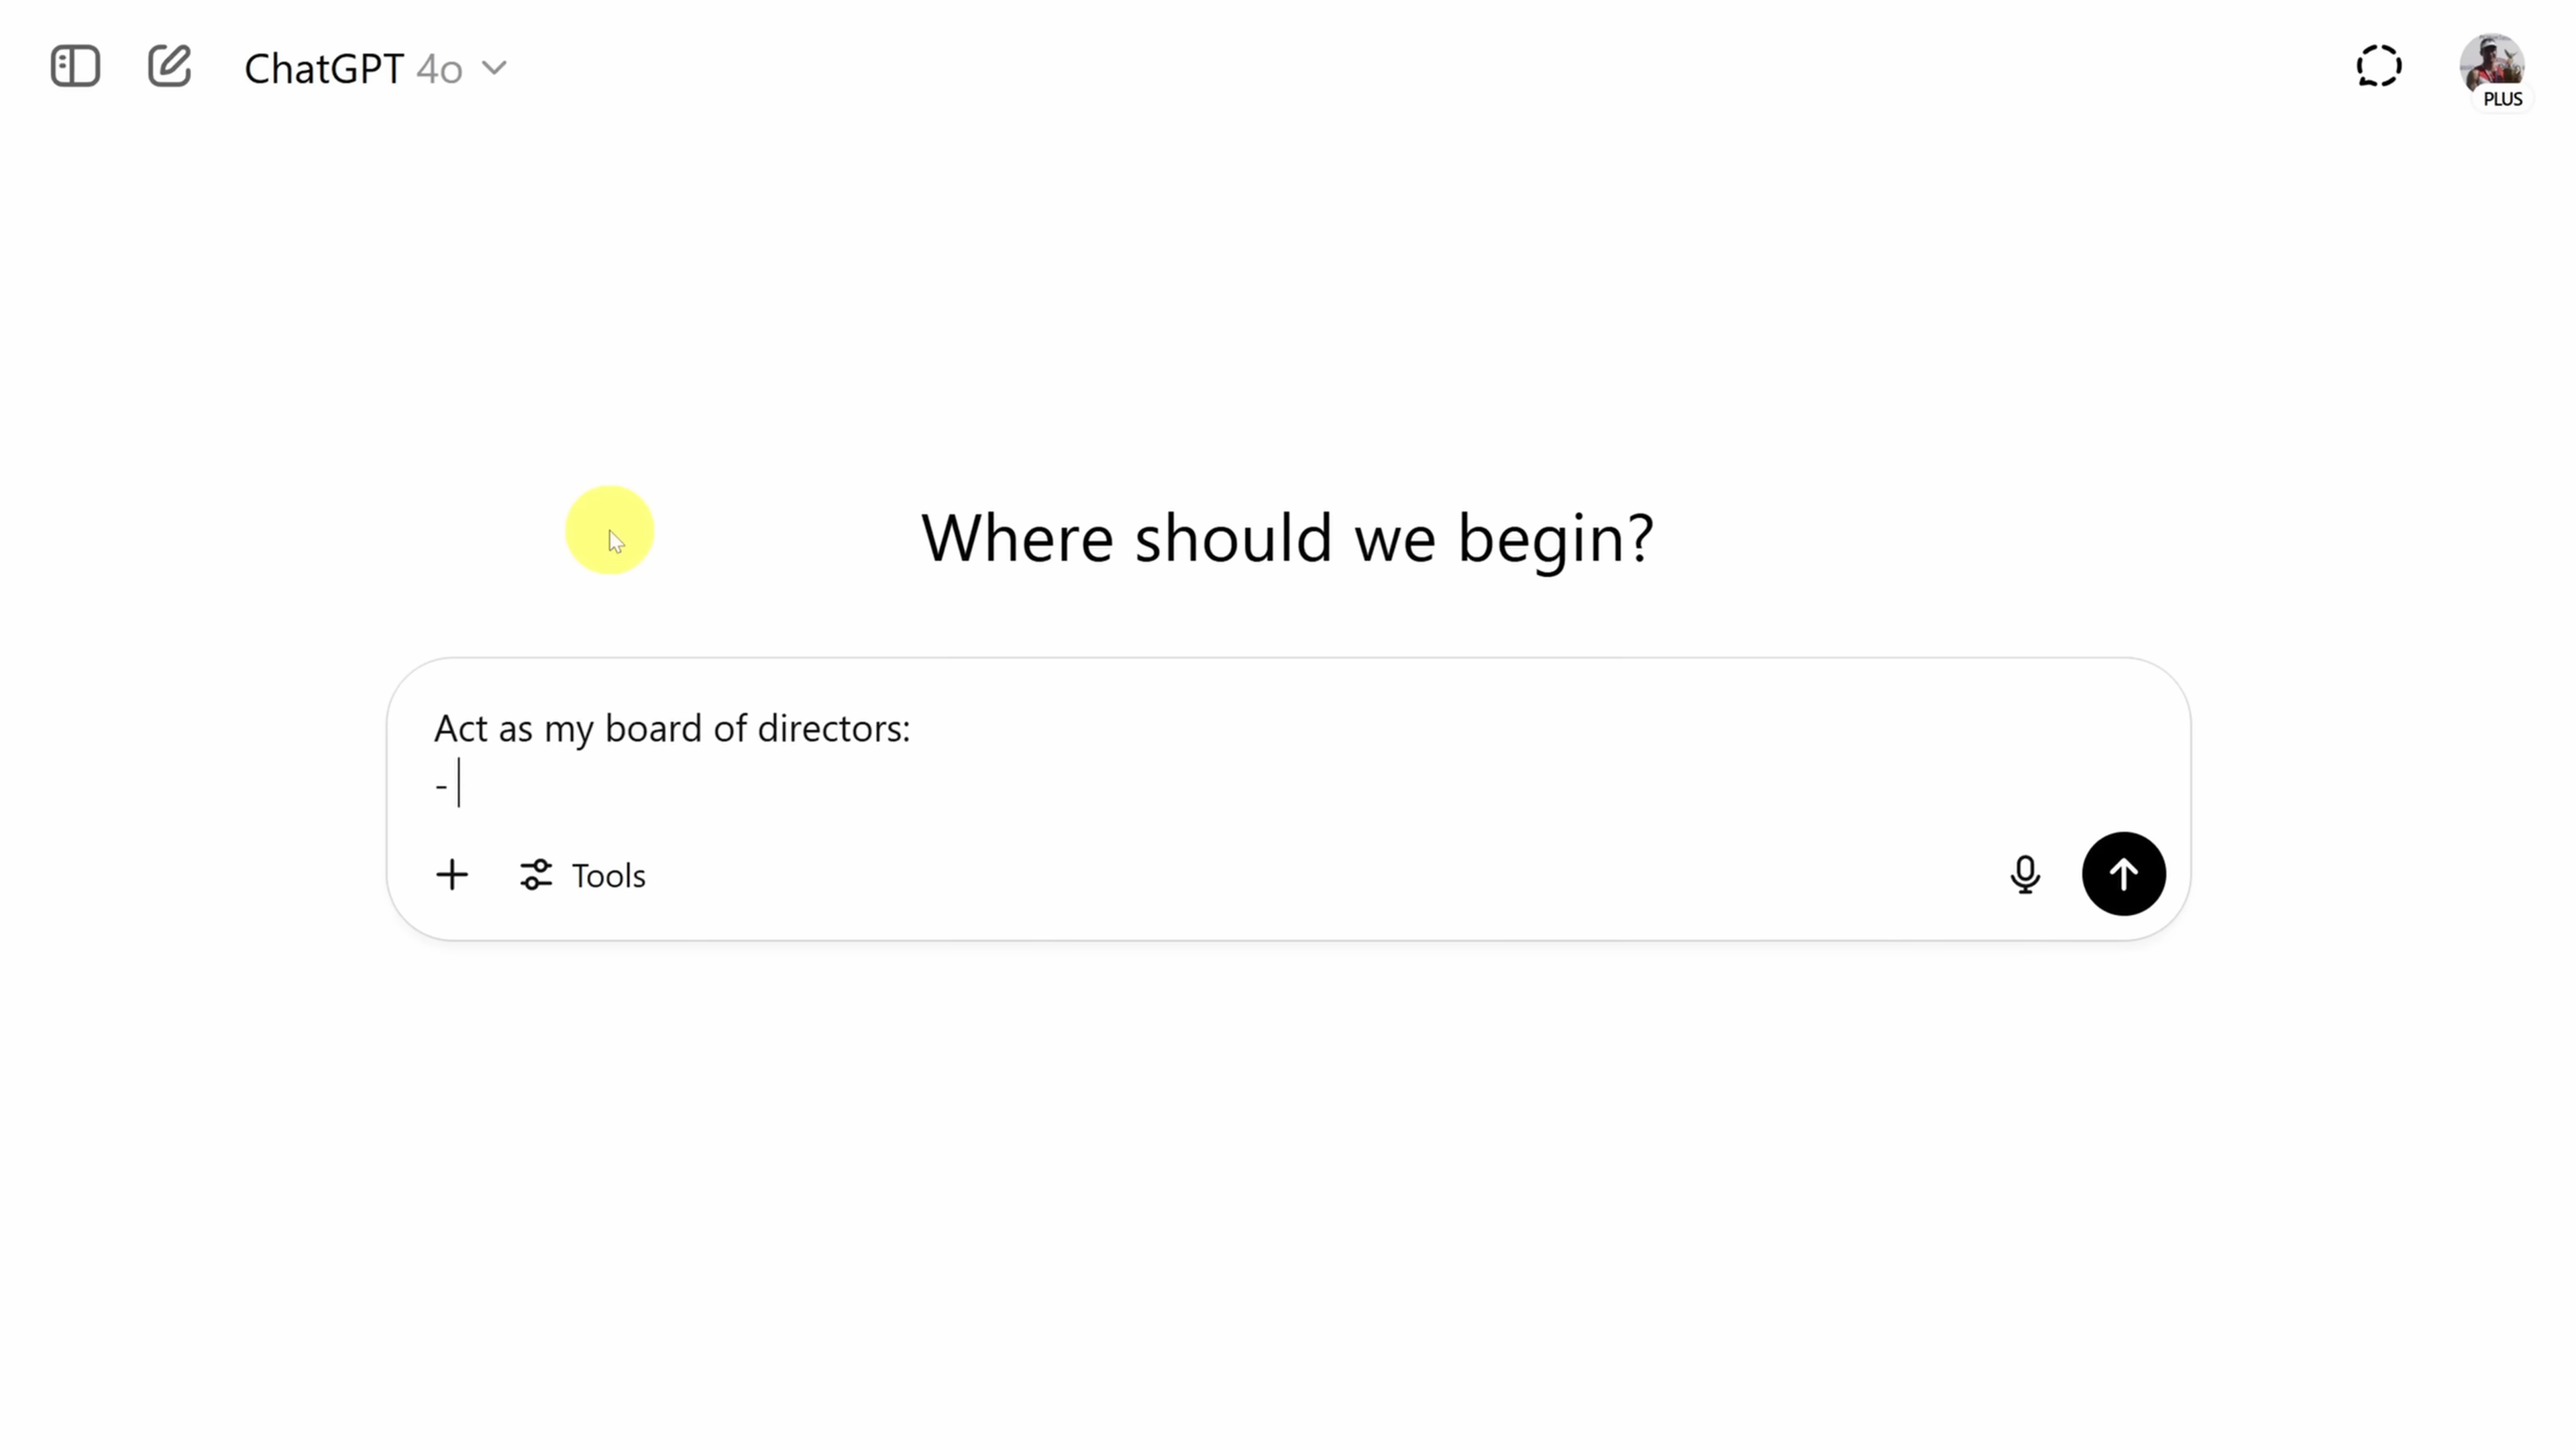 ChatGPT 4o
PLUS
Where should we begin?
Act as my board of directors:
-
Tools